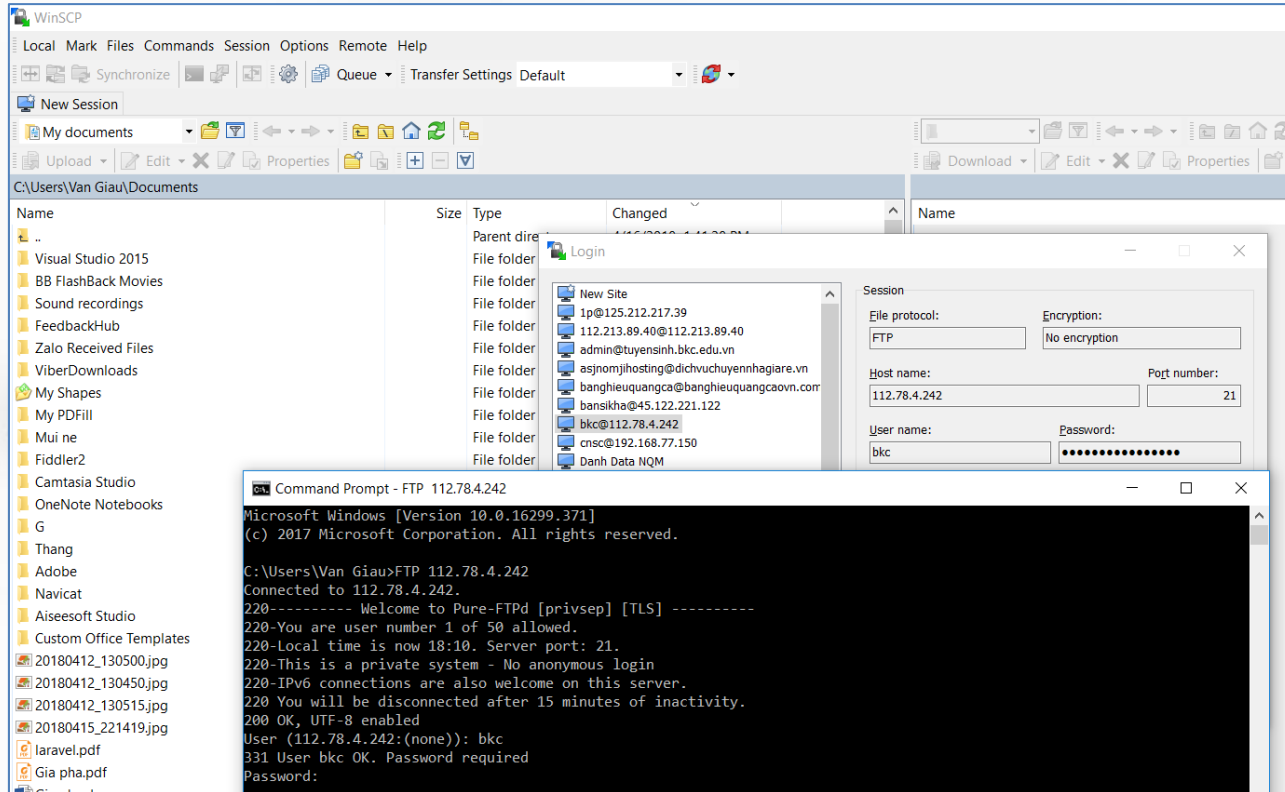 WinSCP
Local Mark Files Commands Session Options Remote Help
Synchronize Queue Transfer Settings Default
New Session
My documents
Upload Edit Properties Download Edit Properties
C:\Users\Van Giau\Documents
Name Size Type Changed Name
.. Parent dire
Visual Studio 2015 File folder
BB FlashBack Movies File folder
Sound recordings File folder
FeedbackHub File folder
Zalo Received Files File folder
ViberDownloads File folder
My Shapes File folder
My PDFill File folder
Mui ne File folder
Fiddler2 File folder
Camtasia Studio
OneNote Notebooks
G
Thang
Adobe
Navicat
Aiseesoft Studio
Custom Office Templates
20180412_130500.jpg
20180412_130450.jpg
20180412_130515.jpg
20180415_221419.jpg
laravel.pdf
Gia pha.pdf
Login
New Site
1p@125.212.217.39
112.213.89.40@112.213.89.40
admin@tuyensinh.bkc.edu.vn
asjnomjihosting@dichvuchuyennhagiare.vn
banghieuquangca@banghieuquangcaovn.com
bansikha@45.122.221.122
bkc@112.78.4.242
cnsc@192.168.77.150
Danh Data NQM
Session
File protocol: Encryption:
FTP No encryption
Host name: Port number:
112.78.4.242 21
User name: Password:
bkc ••••••••••••••••
Command Prompt - FTP 112.78.4.242
Microsoft Windows [Version 10.0.16299.371]
(c) 2017 Microsoft Corporation. All rights reserved.
C:\Users\Van Giau>FTP 112.78.4.242
Connected to 112.78.4.242.
220---------- Welcome to Pure-FTPd [privsep] [TLS] ----------
220-You are user number 1 of 50 allowed.
220-Local time is now 18:10. Server port: 21.
220-This is a private system - No anonymous login
220-IPv6 connections are also welcome on this server.
220 You will be disconnected after 15 minutes of inactivity.
200 OK, UTF-8 enabled
User (112.78.4.242:(none)): bkc
331 User bkc OK. Password required
Password: